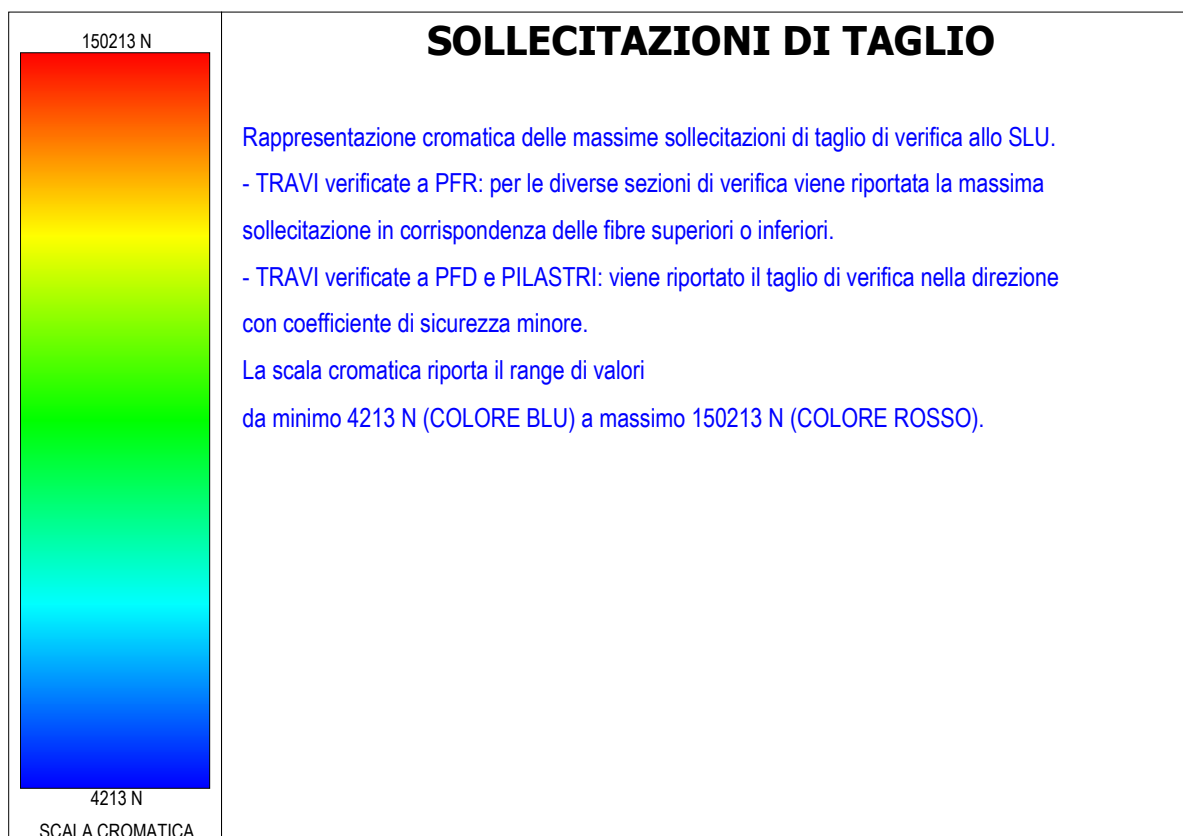 150213 N
SOLLECITAZIONI DI TAGLIO
Rappresentazione cromatica delle massime sollecitazioni di taglio di verifica allo SLU.
- TRAVI verificate a PFR: per le diverse sezioni di verifica viene riportata la massima
sollecitazione in corrispondenza delle fibre superiori o inferiori.
- TRAVI verificate a PFD e PILASTRI: viene riportato il taglio di verifica nella direzione
con coefficiente di sicurezza minore.
La scala cromatica riporta il range di valori
da minimo 4213 N (COLORE BLU) a massimo 150213 N (COLORE ROSSO).
4213 N
SCALA CROMATICA